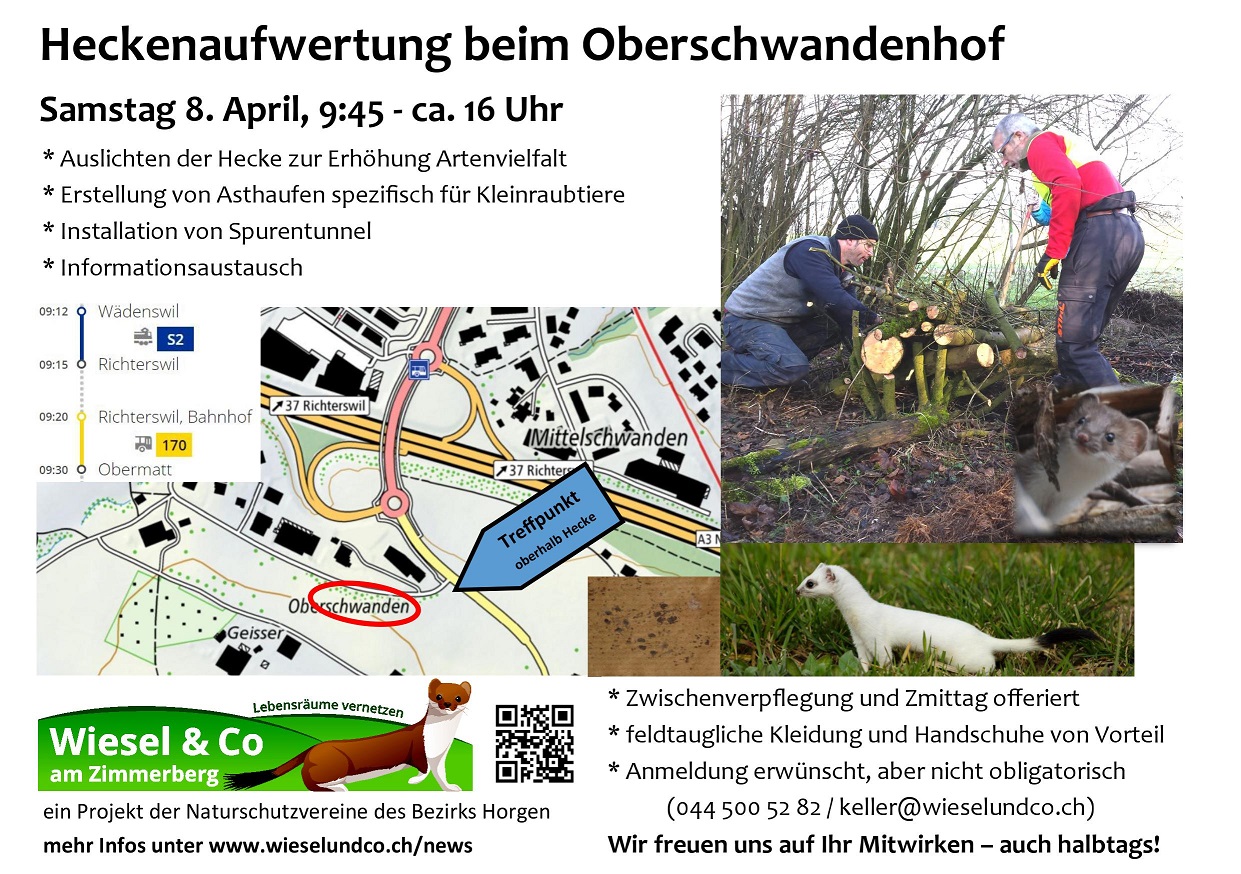 Heckenaufwertung beim Oberschwandenhof
Samstag 8. April, 9:45 - ca. 16 Uhr
* Auslichten der Hecke zur Erhöhung Artenvielfalt
* Erstellung von Asthaufen spezifisch für Kleinraubtiere
* Installation von Spurentunnel
* Informationsaustausch
09:12 Wädenswil
S2
09:15 Richterswil
09:20 Richterswil, Bahnhof
170
09:30 Obermatt
37 Richterswil
Mittelschwanden
37 Richters
A3
Treffpunkt
oberhalb Hecke
Oberschwanden
Geisser
Lebensräume vernetzen
Wiesel & Co
am Zimmerberg
ein Projekt der Naturschutzvereine des Bezirks Horgen
mehr Infos unter www.wieselundco.ch/news
* Zwischenverpflegung und Zmittag offeriert
* feldtaugliche Kleidung und Handschuhe von Vorteil
* Anmeldung erwünscht, aber nicht obligatorisch
(044 500 52 82 / keller@wieselundco.ch)
Wir freuen uns auf Ihr Mitwirken – auch halbtags!